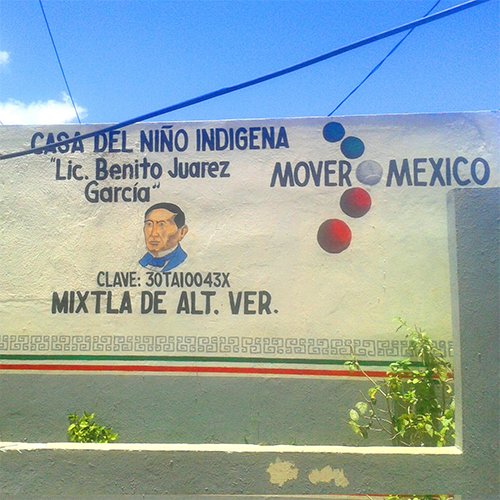 CASA DEL NIÑO INDIGENA
"Lic. Benito Juarez
García"
CLAVE: 30TAI0043X
MIXTLA DE ALT. VER.
MOVER MEXICO